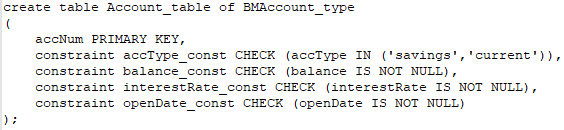 create table Account_table of BMAccount_type
(
    accNum PRIMARY KEY,
    constraint accType_const CHECK (accType IN ('savings','current')),
    constraint balance_const CHECK (balance IS NOT NULL),
    constraint interestRate_const CHECK (interestRate IS NOT NULL),
    constraint openDate_const CHECK (openDate IS NOT NULL)
);